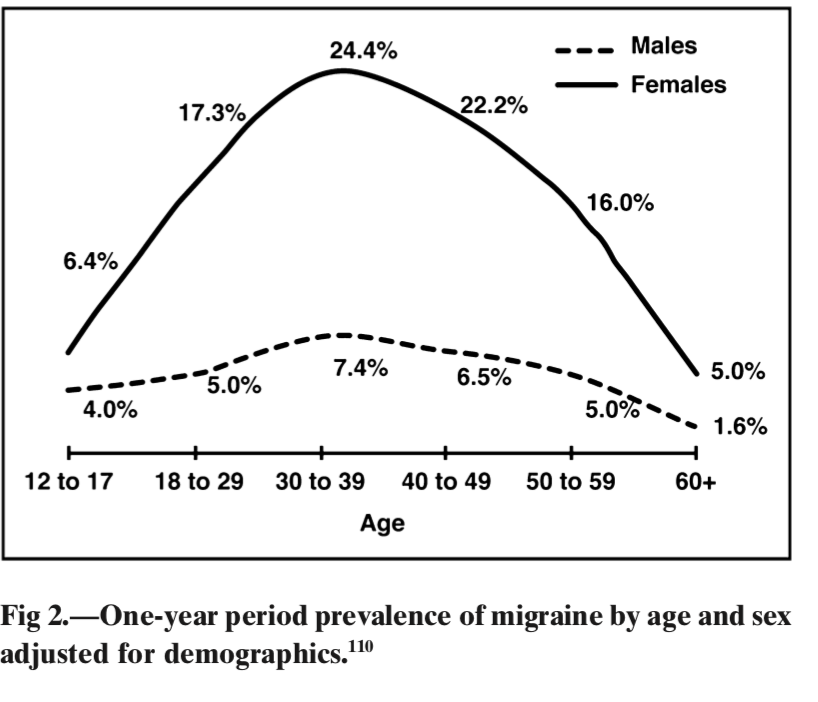 24.4%
Males
Females
17.3%
22.2%
16.0%
6.4%
7.4%
5.0%
6.5%
5.0%
4.0%
5.0%
1.6%
12 to 17 18 to 29 30 to 39 40 to 49 50 to 59 60+
Age
Fig 2.—One-year period prevalence of migraine by age and sex
adjusted for demographics.110